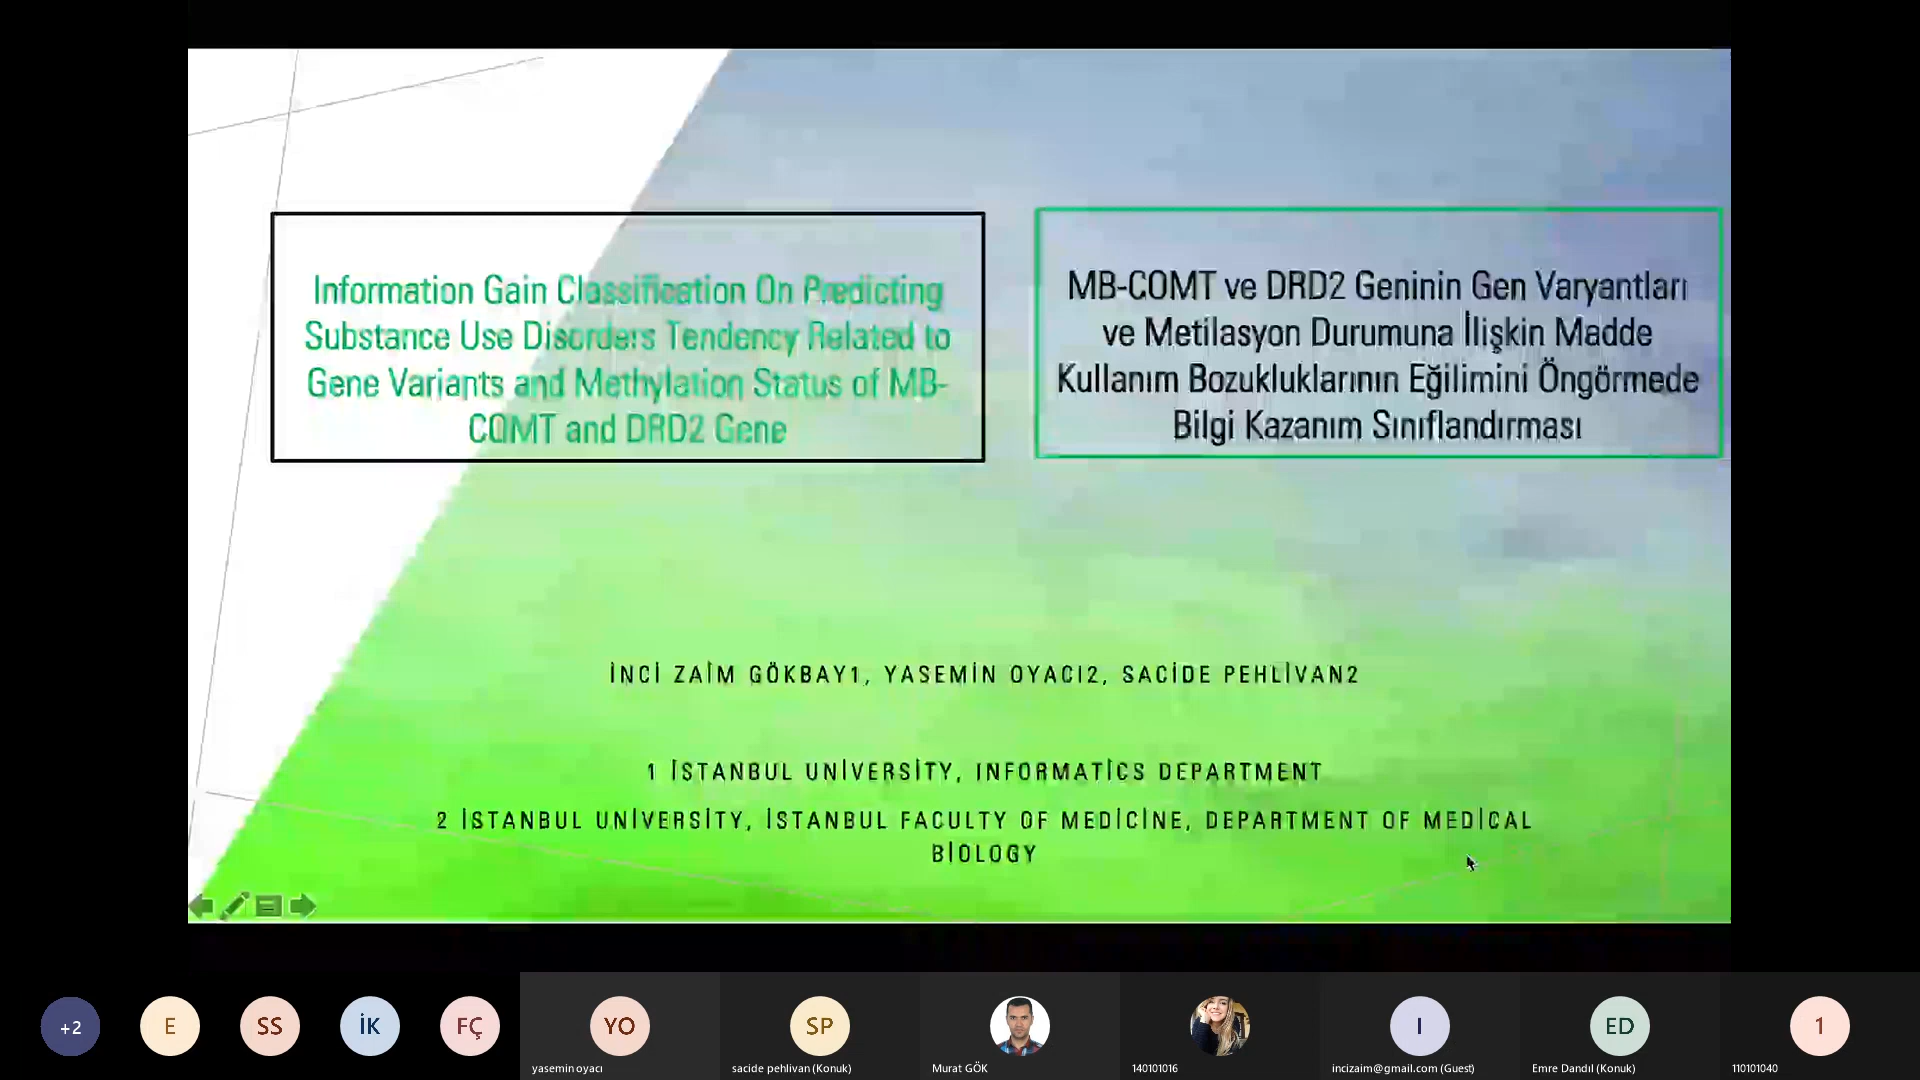 Information Gain Classification On Predicting
Substance Use Disorders Tendency Related to
Gene Variants and Methylation Status of MB-
COMT and DRD2 Gene
MB-COMT ve DRD2 Geninin Gen Varyantları
ve Metilasyon Durumuna İlişkin Madde
Kullanım Bozukluklarının Eğilimini Öngörmede
Bilgi Kazanım Sınıflandırması
İNCİ ZAİM GÖKBAY1, YASEMİN OYACI2, SACİDE PEHLİVAN2
1 İSTANBUL UNİVERSİTY, INFORMATİCS DEPARTMENT
2 İSTANBUL UNİVERSİTY, İSTANBUL FACULTY OF MEDİCİNE, DEPARTMENT OF MEDİCAL
BİOLOGY
+2
E
SS
İK
FÇ
YO
SP
I
ED
1
yasemin oyacı
sacide pehlivan (Konuk)
Murat GÖK
140101016
incizaim@gmail.com (Guest)
Emre Dandıl (Konuk)
110101040